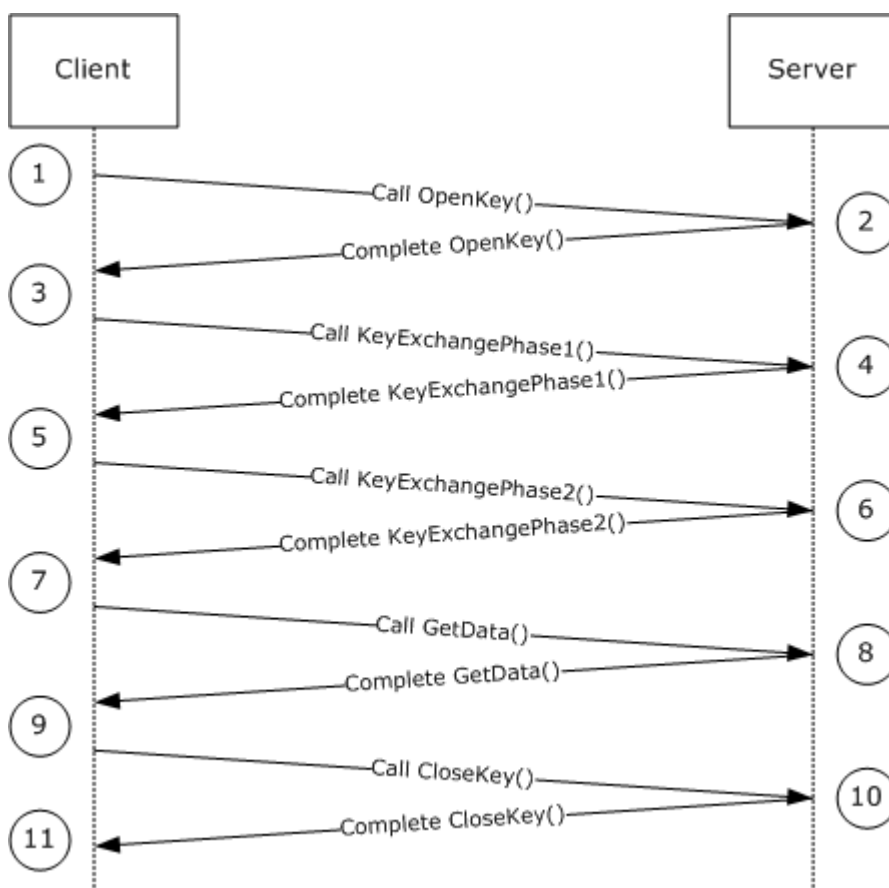 Client
Server
1
Call OpenKey()
2
Complete OpenKey()
3
Call KeyExchangePhase1()
4
Complete KeyExchangePhase1()
5
Call KeyExchangePhase2()
6
Complete KeyExchangePhase2()
7
Call GetData()
8
Complete GetData()
9
Call CloseKey()
10
Complete CloseKey()
11